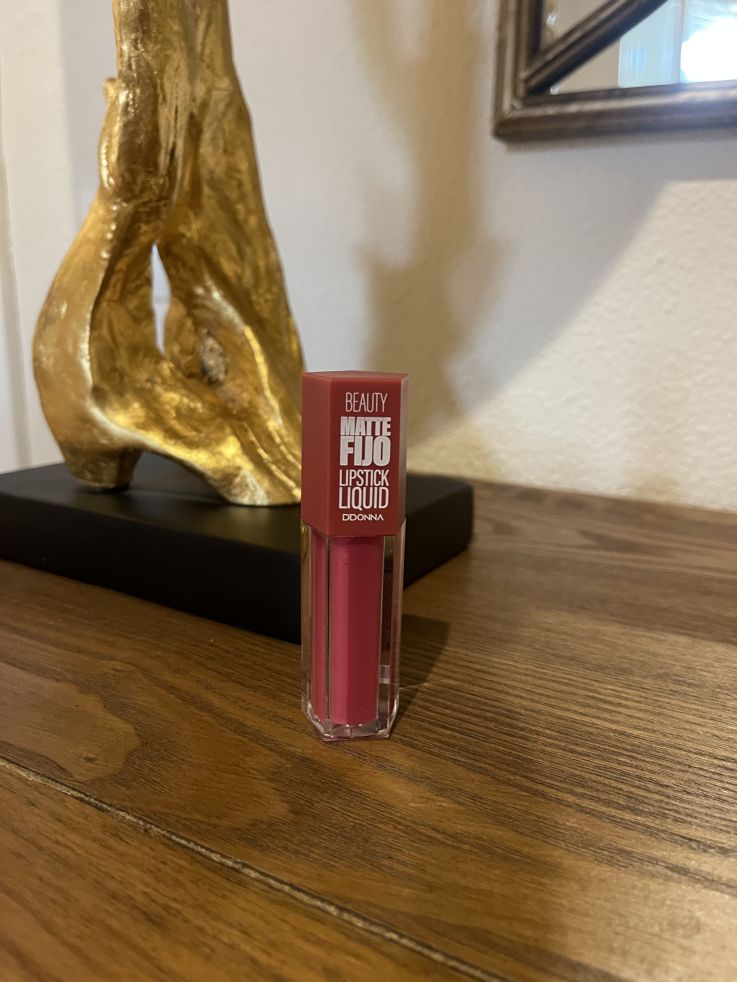 BEAUTY
MATTE
FIJO
LIPSTICK
LIQUID
DDONNA